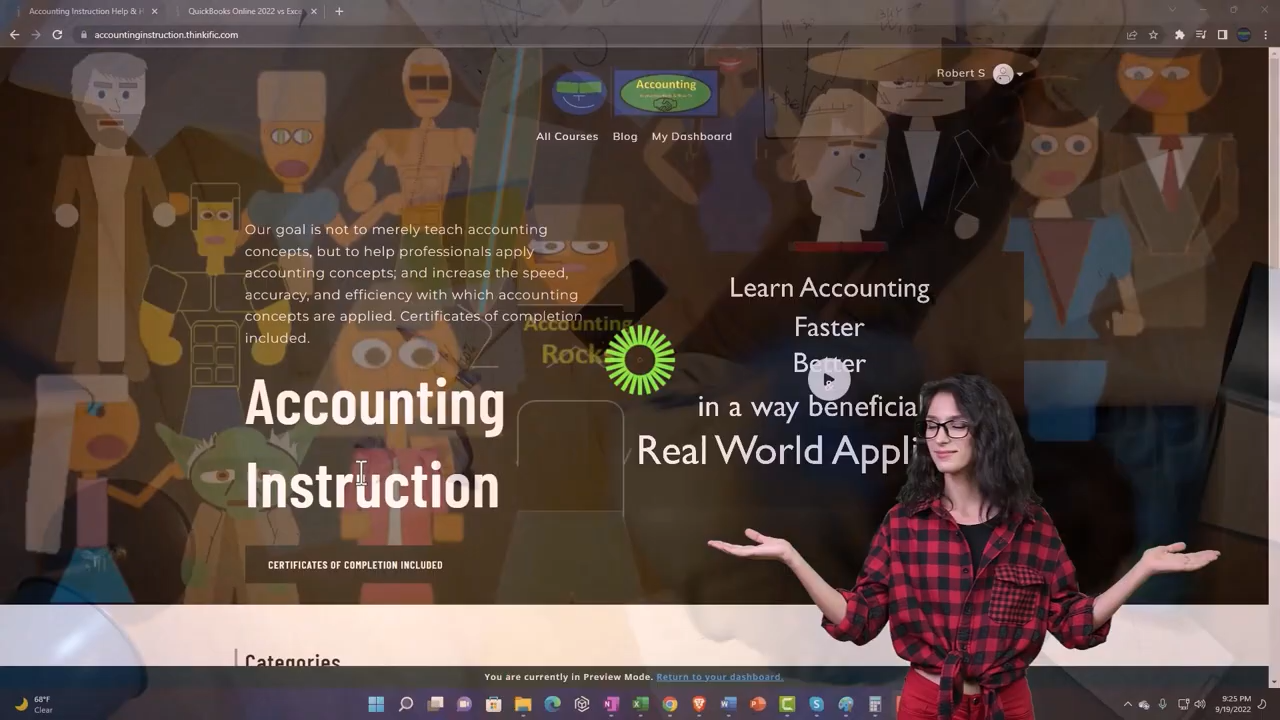 Accounting Instruction Help & H
QuickBooks Online 2022 vs Exce
accountinginstruction.thinkific.com
Robert S
Accounting
All Courses
Blog
My Dashboard
Our goal is not to merely teach accounting
concepts, but to help professionals apply
accounting concepts; and increase the speed,
accuracy, and efficiency with which accounting
concepts are applied. Certificates of completion
included.
Accounting
Rocks
Learn Accounting
Faster
Better
&
in a way beneficial
Real World Appli
Accounting
Instruction
CERTIFICATES OF COMPLETION INCLUDED
Categories
You are currently in Preview Mode. Return to your dashboard.
68°F
Clear
9:25 PM
9/19/2022